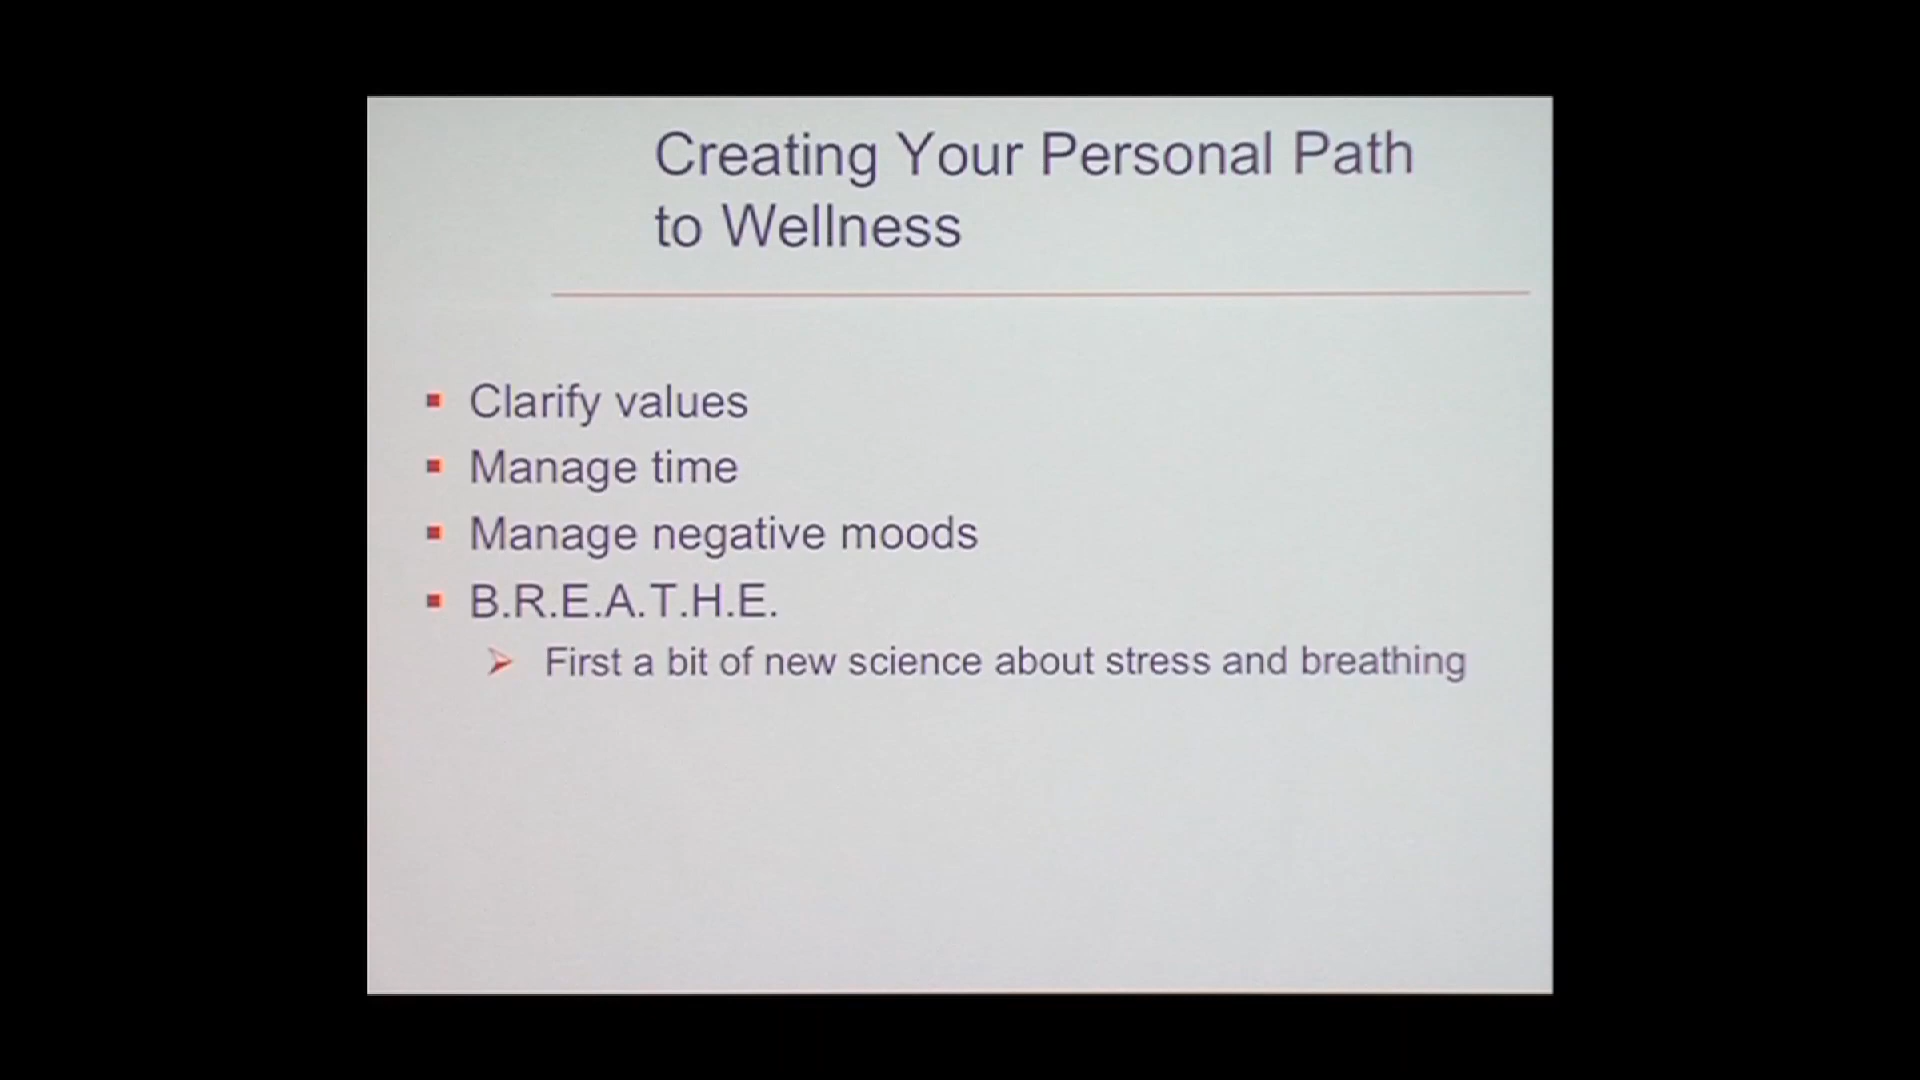 Creating Your Personal Path
to Wellness
Clarify values
Manage time
Manage negative moods
B.R.E.A.T.H.E.
First a bit of new science about stress and breathing